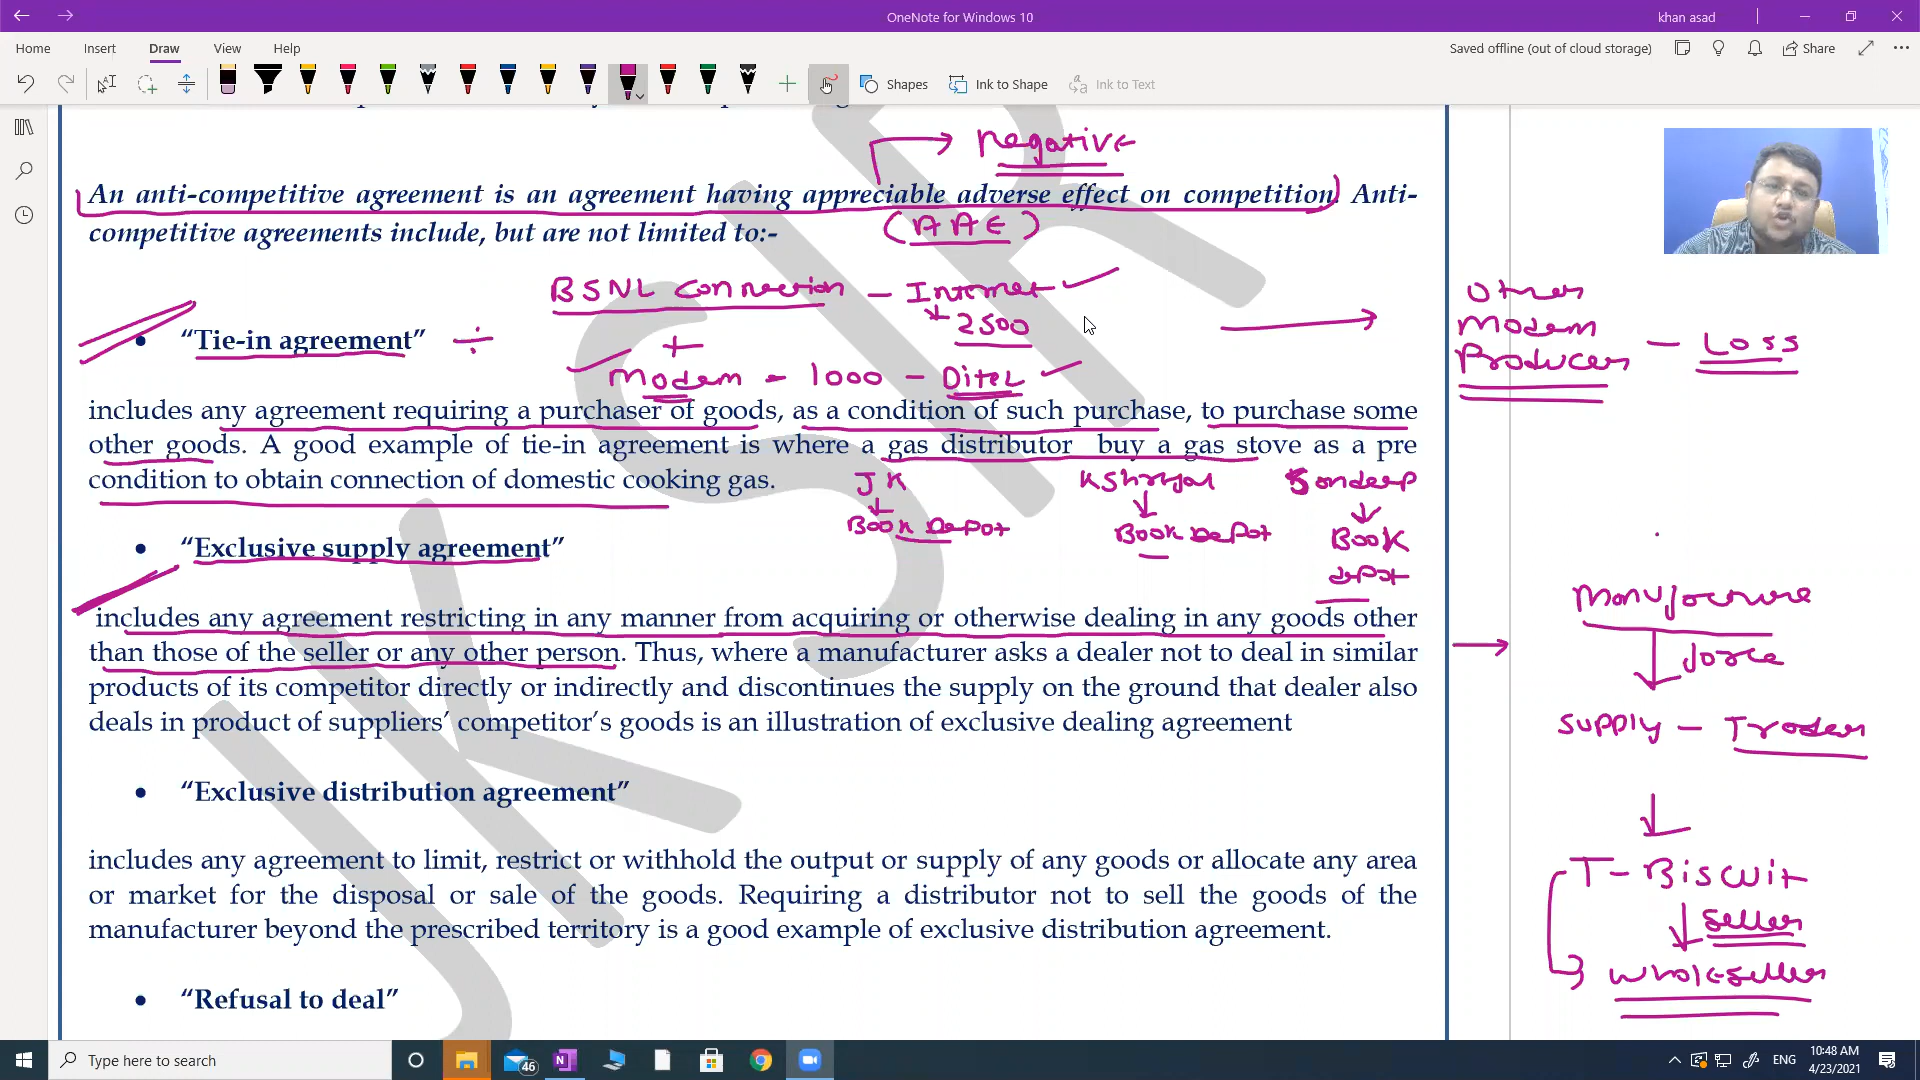 OneNote for Windows 10
khan asad
Home Insert Draw View Help
Saved offline (out of cloud storage)
Share
Shapes
Ink to Shape
Ink to Text
negative
An anti-competitive agreement is an agreement having appreciable adverse effect on competition. Anti-
competitive agreements include, but are not limited to:-
(AAE)
BSNL Connection - Internet
2500
• “Tie-in agreement”
+
Modem - 1000 - Ditel
Other
Modem
Producer - Loss
includes any agreement requiring a purchaser of goods, as a condition of such purchase, to purchase some
other goods. A good example of tie-in agreement is where a gas distributor buy a gas stove as a pre
condition to obtain connection of domestic cooking gas.
JK
Book Depot
Book Depot
Sandeep
Book
Depot
• “Exclusive supply agreement”
includes any agreement restricting in any manner from acquiring or otherwise dealing in any goods other
than those of the seller or any other person. Thus, where a manufacturer asks a dealer not to deal in similar
products of its competitor directly or indirectly and discontinues the supply on the ground that dealer also
deals in product of suppliers’ competitor’s goods is an illustration of exclusive dealing agreement
Manufacture
force
Supply - Trader
T-Biscuit
Seller
wholeseller
• “Exclusive distribution agreement”
includes any agreement to limit, restrict or withhold the output or supply of any goods or allocate any area
or market for the disposal or sale of the goods. Requiring a distributor not to sell the goods of the
manufacturer beyond the prescribed territory is a good example of exclusive distribution agreement.
• “Refusal to deal”
JK SIR
Type here to search
46
ENG
10:48 AM
4/23/2021